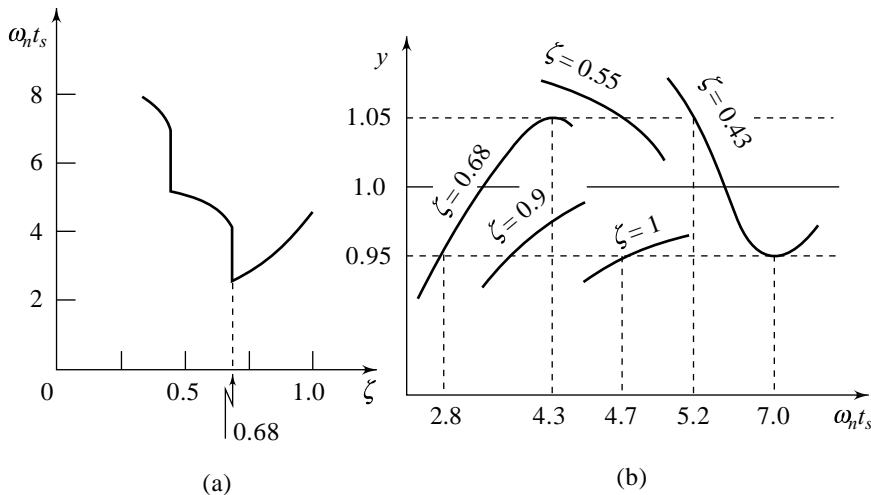 ωₙtₛ
8
6
4
2
0
0.5
1.0
ζ
0.68
(a)
y
1.05
1.0
0.95
ζ = 0.68
ζ = 0.9
ζ = 0.55
ζ = 1
ζ = 0.43
2.8
4.3
4.7
5.2
7.0
ωₙtₛ
(b)